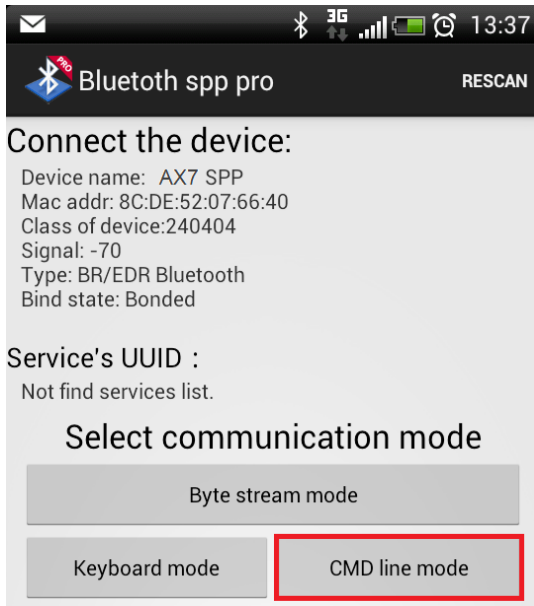 3G
13:37
PRO
Bluetoth spp pro
RESCAN
Connect the device:
Device name: AX7 SPP
Mac addr: 8C:DE:52:07:66:40
Class of device:240404
Signal: -70
Type: BR/EDR Bluetooth
Bind state: Bonded
Service's UUID :
Not find services list.
Select communication mode
Byte stream mode
Keyboard mode
CMD line mode